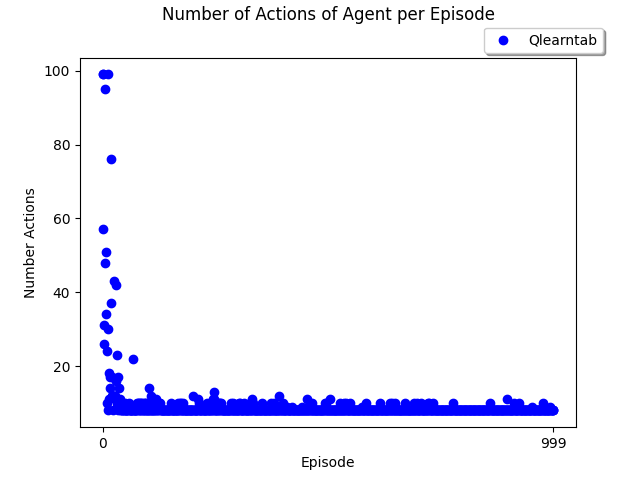 Number of Actions of Agent per Episode
Qlearntab
100
80
60
40
20
Number Actions
0
999
Episode